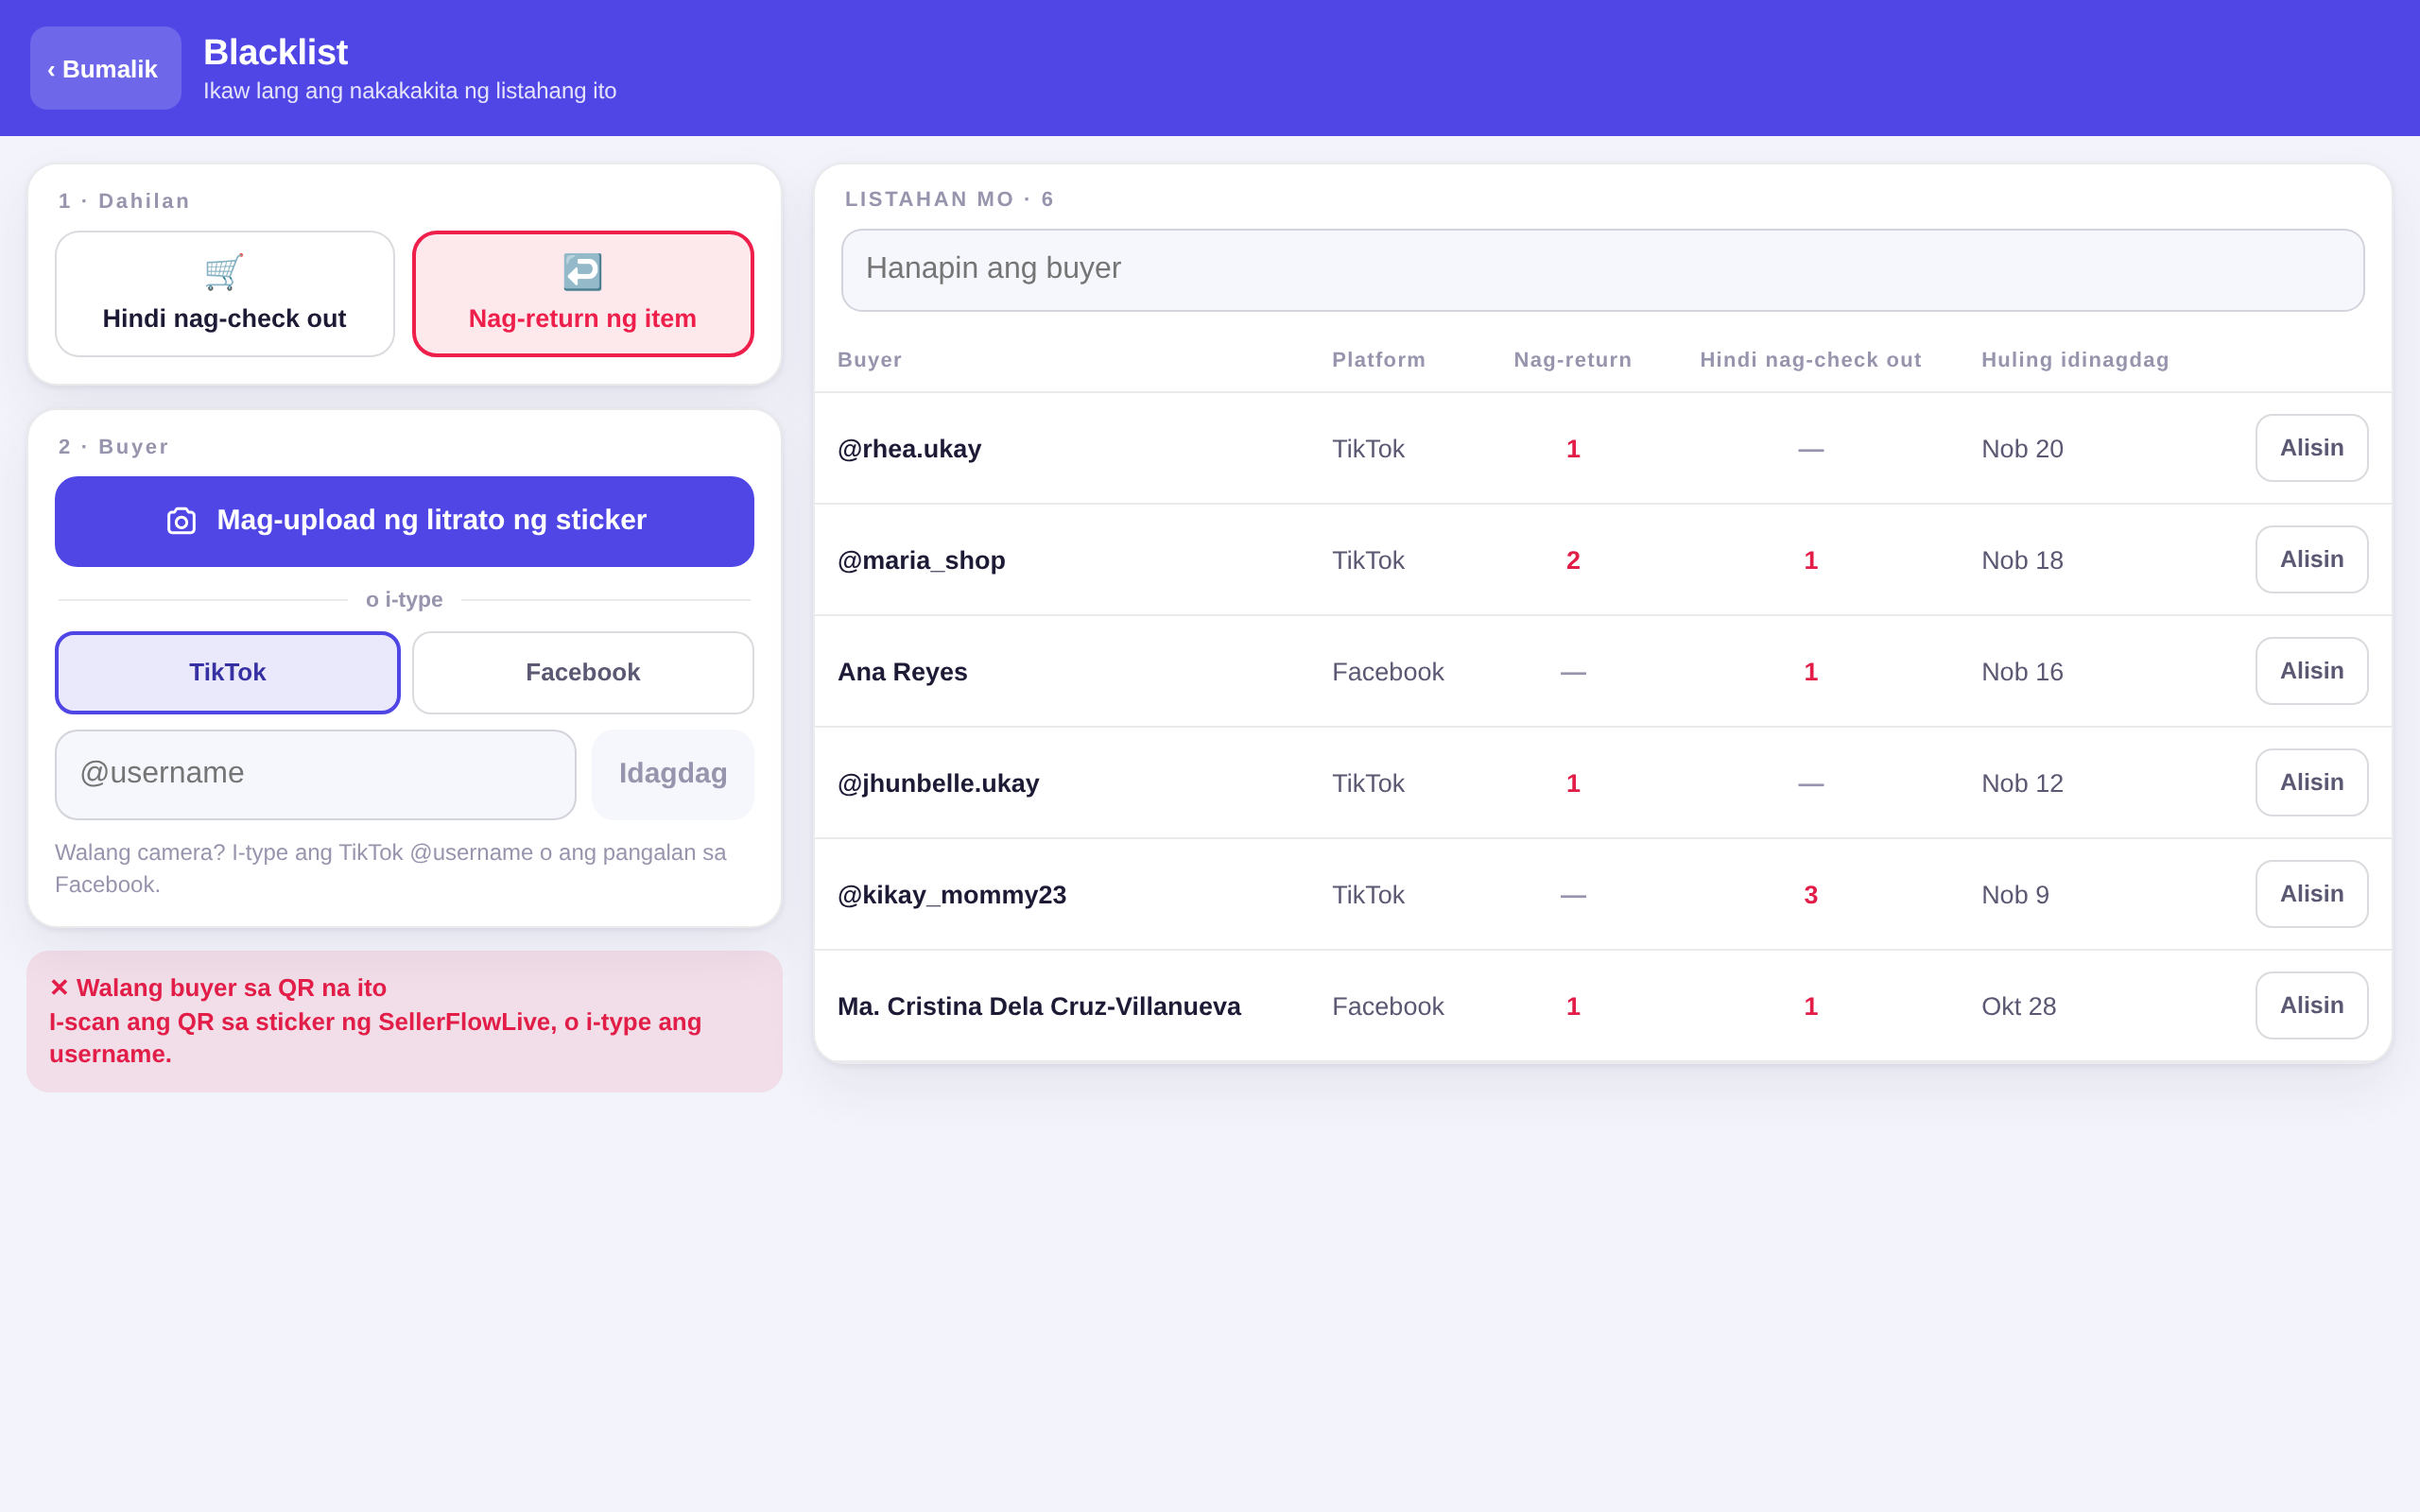 ‹ Bumalik
Blacklist
Ikaw lang ang nakakakita ng listahang ito
1 · Dahilan
Hindi nag-check out
Nag-return ng item
2 · Buyer
Mag-upload ng litrato ng sticker
o i-type
TikTok
Facebook
@username
Idagdag
Walang camera? I-type ang TikTok @username o ang pangalan sa
Facebook.
✕ Walang buyer sa QR na ito
I-scan ang QR sa sticker ng SellerFlowLive, o i-type ang
username.
LISTAHAN MO · 6
Hanapin ang buyer
Buyer Platform Nag-return Hindi nag-check out Huling idinagdag
@rhea.ukay TikTok 1 — Nob 20 Alisin
@maria_shop TikTok 2 1 Nob 18 Alisin
Ana Reyes Facebook — 1 Nob 16 Alisin
@jhunbelle.ukay TikTok 1 — Nob 12 Alisin
@kikay_mommy23 TikTok — 3 Nob 9 Alisin
Ma. Cristina Dela Cruz-Villanueva Facebook 1 1 Okt 28 Alisin